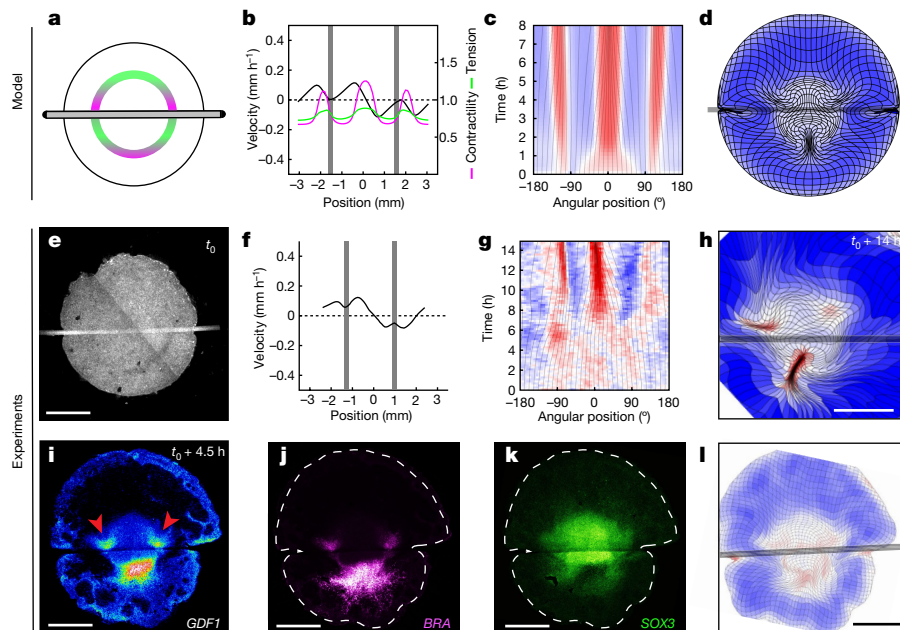 Model
a
b
Velocity (mm h⁻¹)
0.4
0.2
0
−0.2
−0.4
−3 −2 −1 0 1 2 3
Position (mm)
1.5
1.0
0.5
Contractility Tension
c
Time (h)
8
7
6
5
4
3
2
1
0
−180 −90 0 90 180
Angular position (º)
d
Experiments
e
t₀
f
Velocity (mm h⁻¹)
0.4
0.2
0
−0.2
−0.4
−3 −2 −1 0 1 2 3
Position (mm)
g
Time (h)
14
12
10
8
6
4
2
0
−180 −90 0 90 180
Angular position (º)
h
t₀ + 14 h
i
t₀ + 4.5 h
GDF1
j
BRA
k
SOX3
l